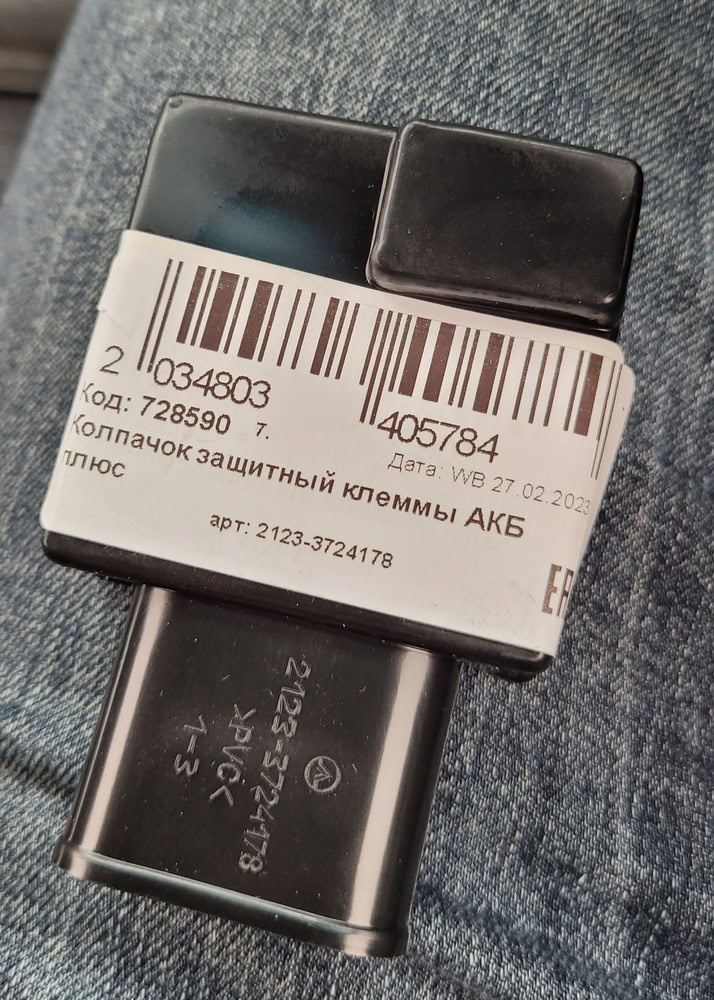 2 034803 405784
Код: 728590 7.
Дата: WB 27.02.2023
Колпачок защитный клеммы АКБ
плюс
арт: 2123-3724178
2123-3724178
>PVC<
1-3